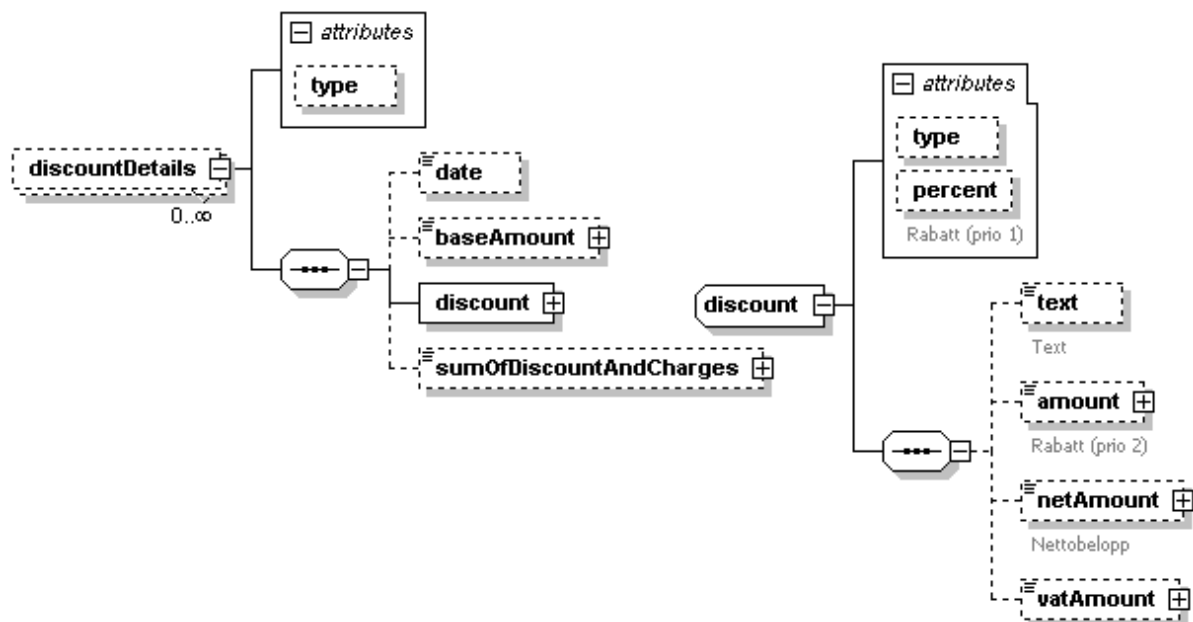 attributes
type
discountDetails
0..∞
date
baseAmount
discount
sumOfDiscountAndCharges
attributes
type
percent
Rabatt (prio 1)
discount
text
Text
amount
Rabatt (prio 2)
netAmount
Nettobelopp
vatAmount